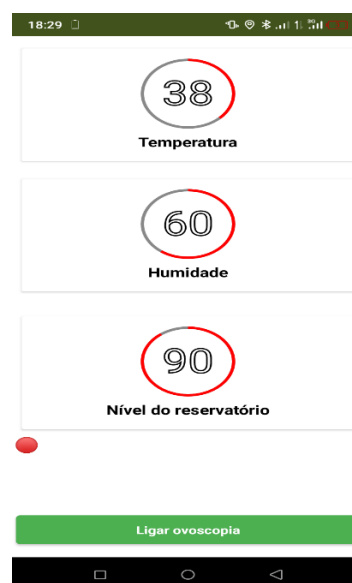 18:29
38
Temperatura
60
Humidade
90
Nível do reservatório
Ligar ovoscopia